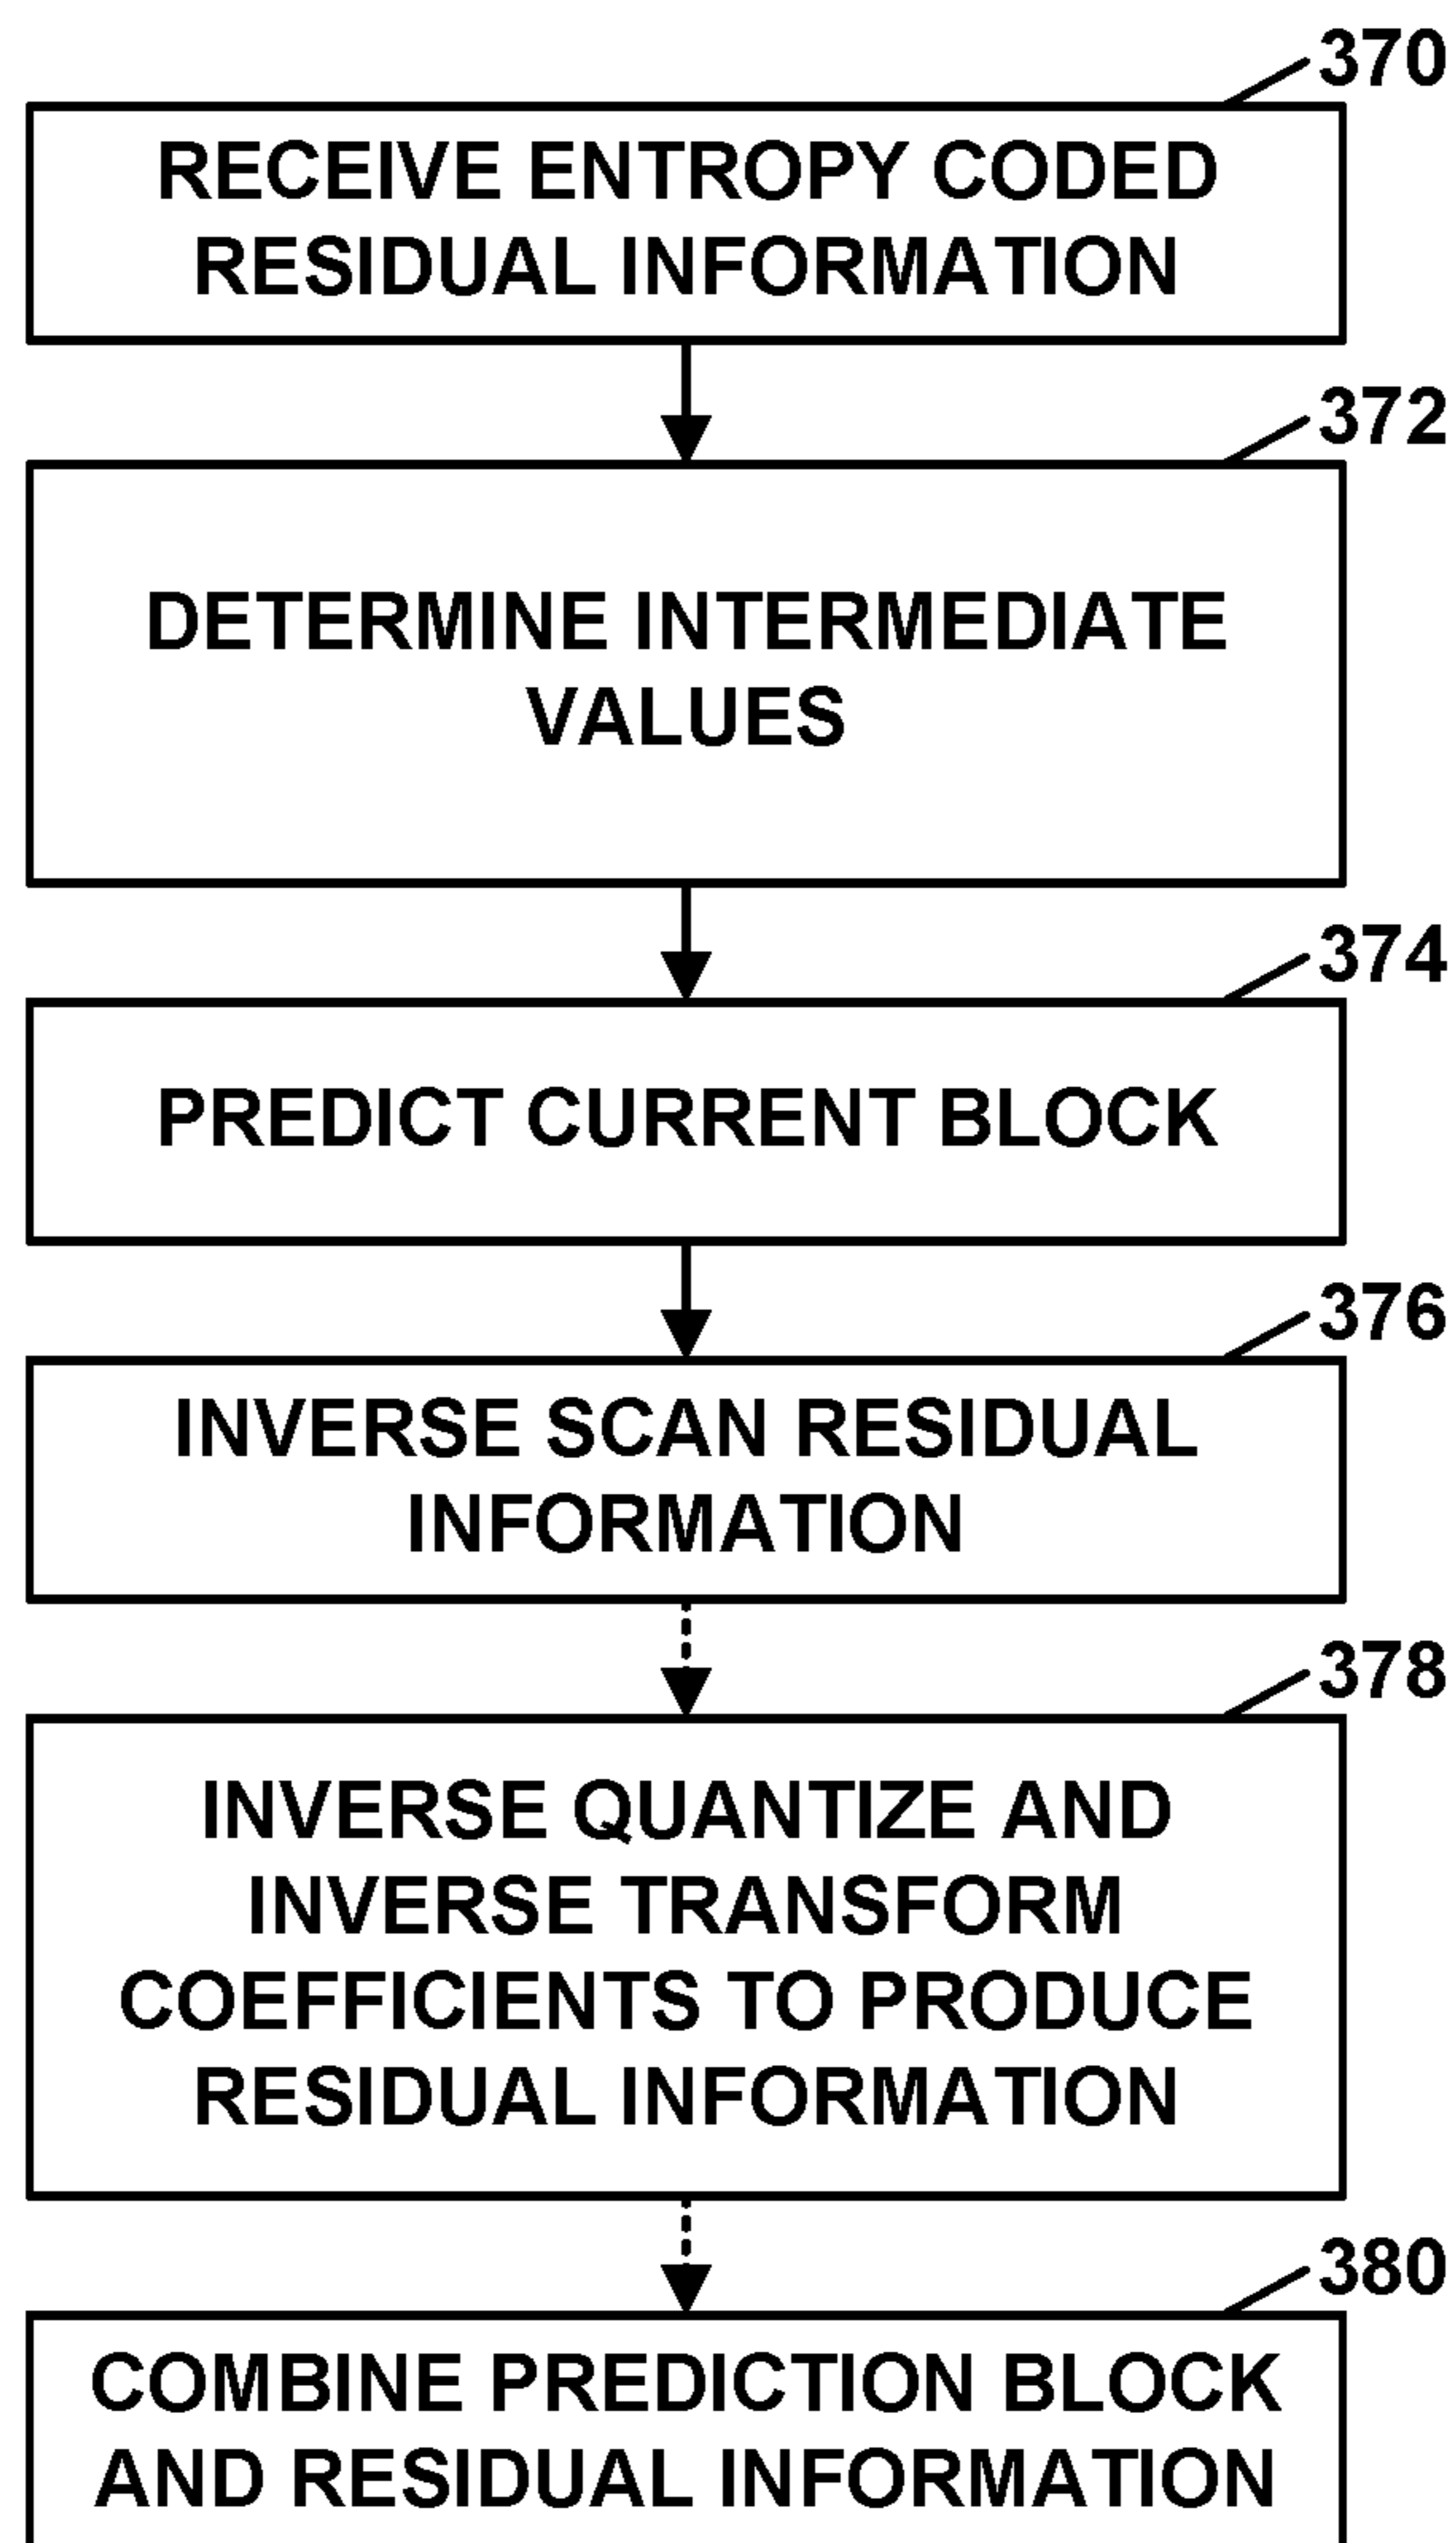 370
RECEIVE ENTROPY CODED
RESIDUAL INFORMATION
372
DETERMINE INTERMEDIATE
VALUES
374
PREDICT CURRENT BLOCK
376
INVERSE SCAN RESIDUAL
INFORMATION
378
INVERSE QUANTIZE AND
INVERSE TRANSFORM
COEFFICIENTS TO PRODUCE
RESIDUAL INFORMATION
380
COMBINE PREDICTION BLOCK
AND RESIDUAL INFORMATION